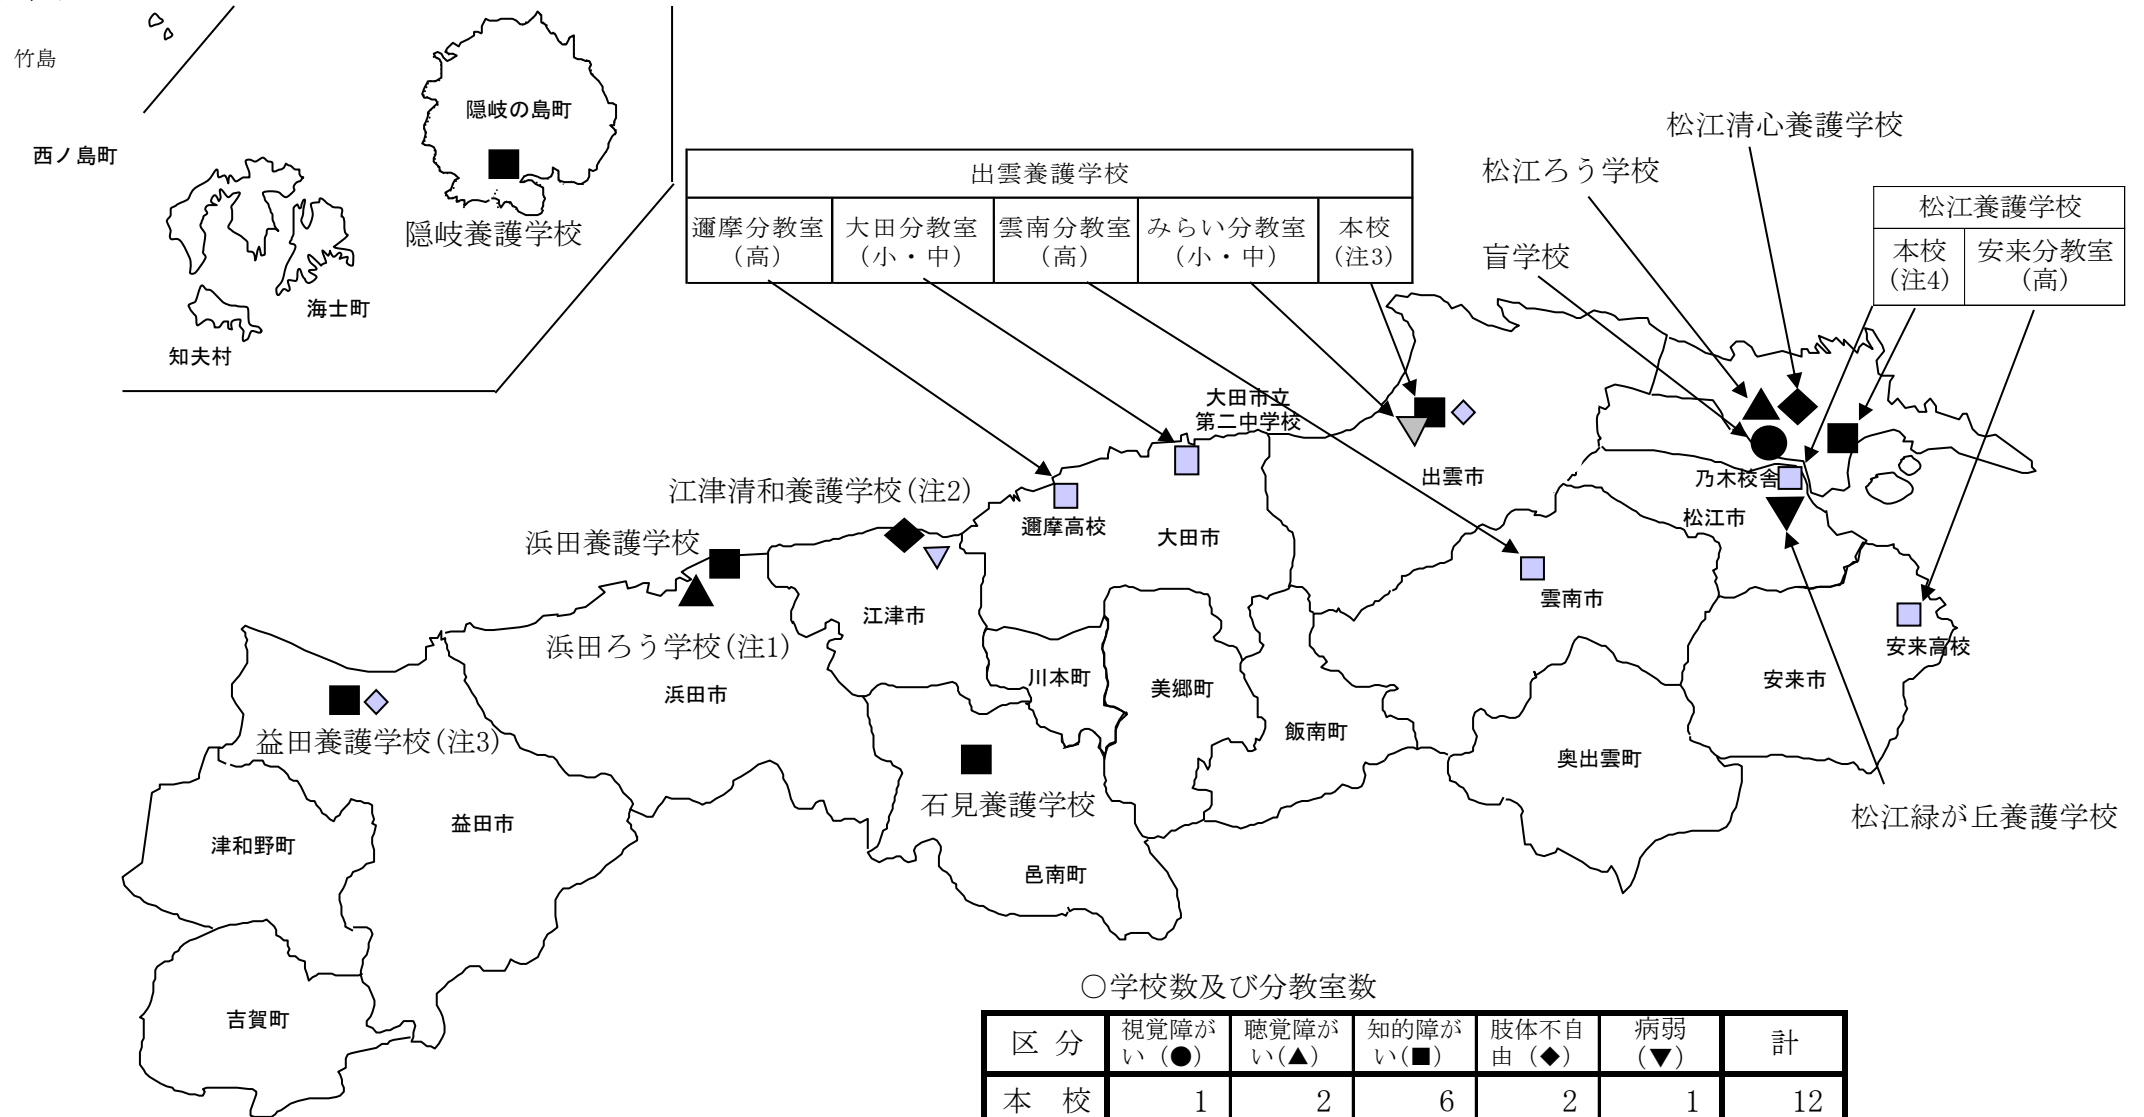 竹島
西ノ島町
隠岐の島町
隠岐養護学校
海士町
知夫村
出雲養護学校
邇摩分教室
(高)
大田分教室
(小・中)
雲南分教室
(高)
みらい分教室
(小・中)
本校
(注3)
松江清心養護学校
松江ろう学校
盲学校
松江養護学校
本校
(注4)
安来分教室
(高)
大田市立
第二中学校
出雲市
乃木校舎
松江市
江津清和養護学校(注2)
邇摩高校
大田市
浜田養護学校
雲南市
江津市
浜田ろう学校(注1)
安来高校
川本町
美郷町
安来市
浜田市
益田養護学校(注3)
飯南町
奥出雲町
石見養護学校
松江緑が丘養護学校
益田市
津和野町
邑南町
吉賀町
○学校数及び分教室数
区 分
視覚障が
い (●)
聴覚障が
い(▲)
知的障が
い(■)
肢体不自
由 (◆)
病弱
(▼)
計
本 校 1 2 6 2 1 12